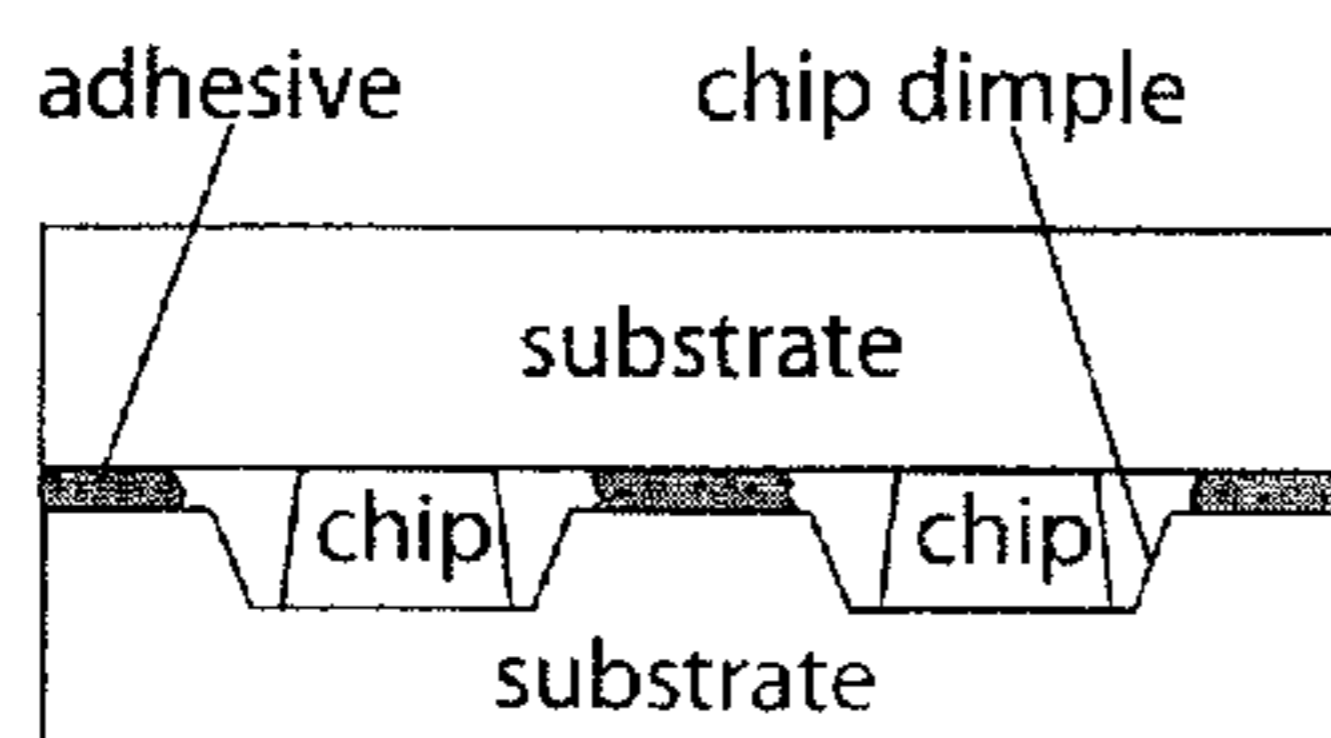 adhesive
chip dimple
substrate
chip
chip
substrate